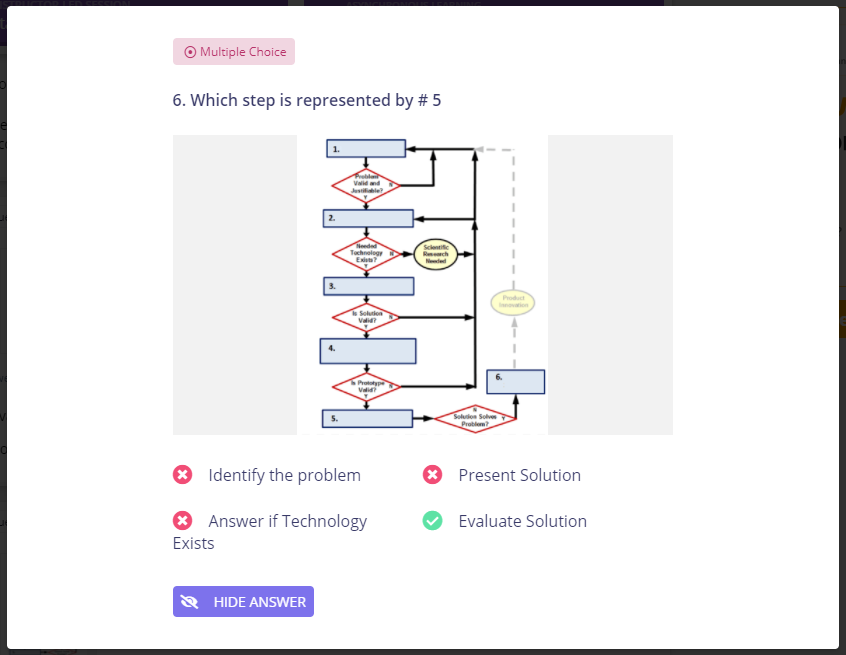 Multiple Choice
6. Which step is represented by # 5
1.
Problem
Valid and
Justifiable?
N
Y
2.
Needed
Technology
Exists?
N
Y
Scientific
Research
Needed
3.
Is Solution
Valid?
N
Y
Product
Innovation
4.
Is Prototype
Valid?
N
Y
6.
5.
N
Solution Solves
Problem?
Y
Identify the problem
Present Solution
Answer if Technology
Exists
Evaluate Solution
HIDE ANSWER